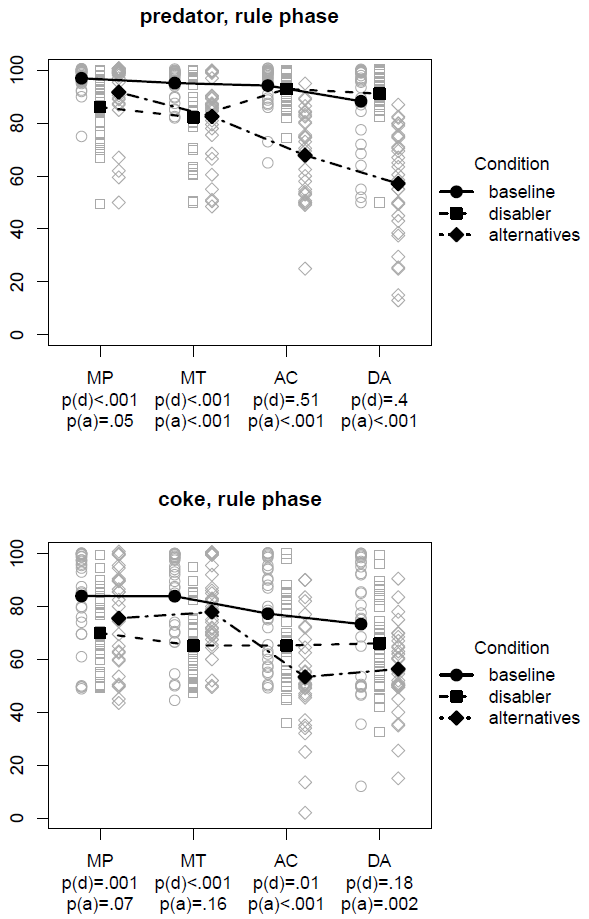 predator, rule phase
100
80
60
40
20
0
Condition
baseline
disabler
alternatives
MP MT AC DA
p(d)<.001 p(d)<.001 p(d)=.51 p(d)=.4
p(a)=.05 p(a)<.001 p(a)<.001 p(a)<.001
coke, rule phase
100
80
60
40
20
0
Condition
baseline
disabler
alternatives
MP MT AC DA
p(d)=.001 p(d)<.001 p(d)=.01 p(d)=.18
p(a)=.07 p(a)=.16 p(a)<.001 p(a)=.002